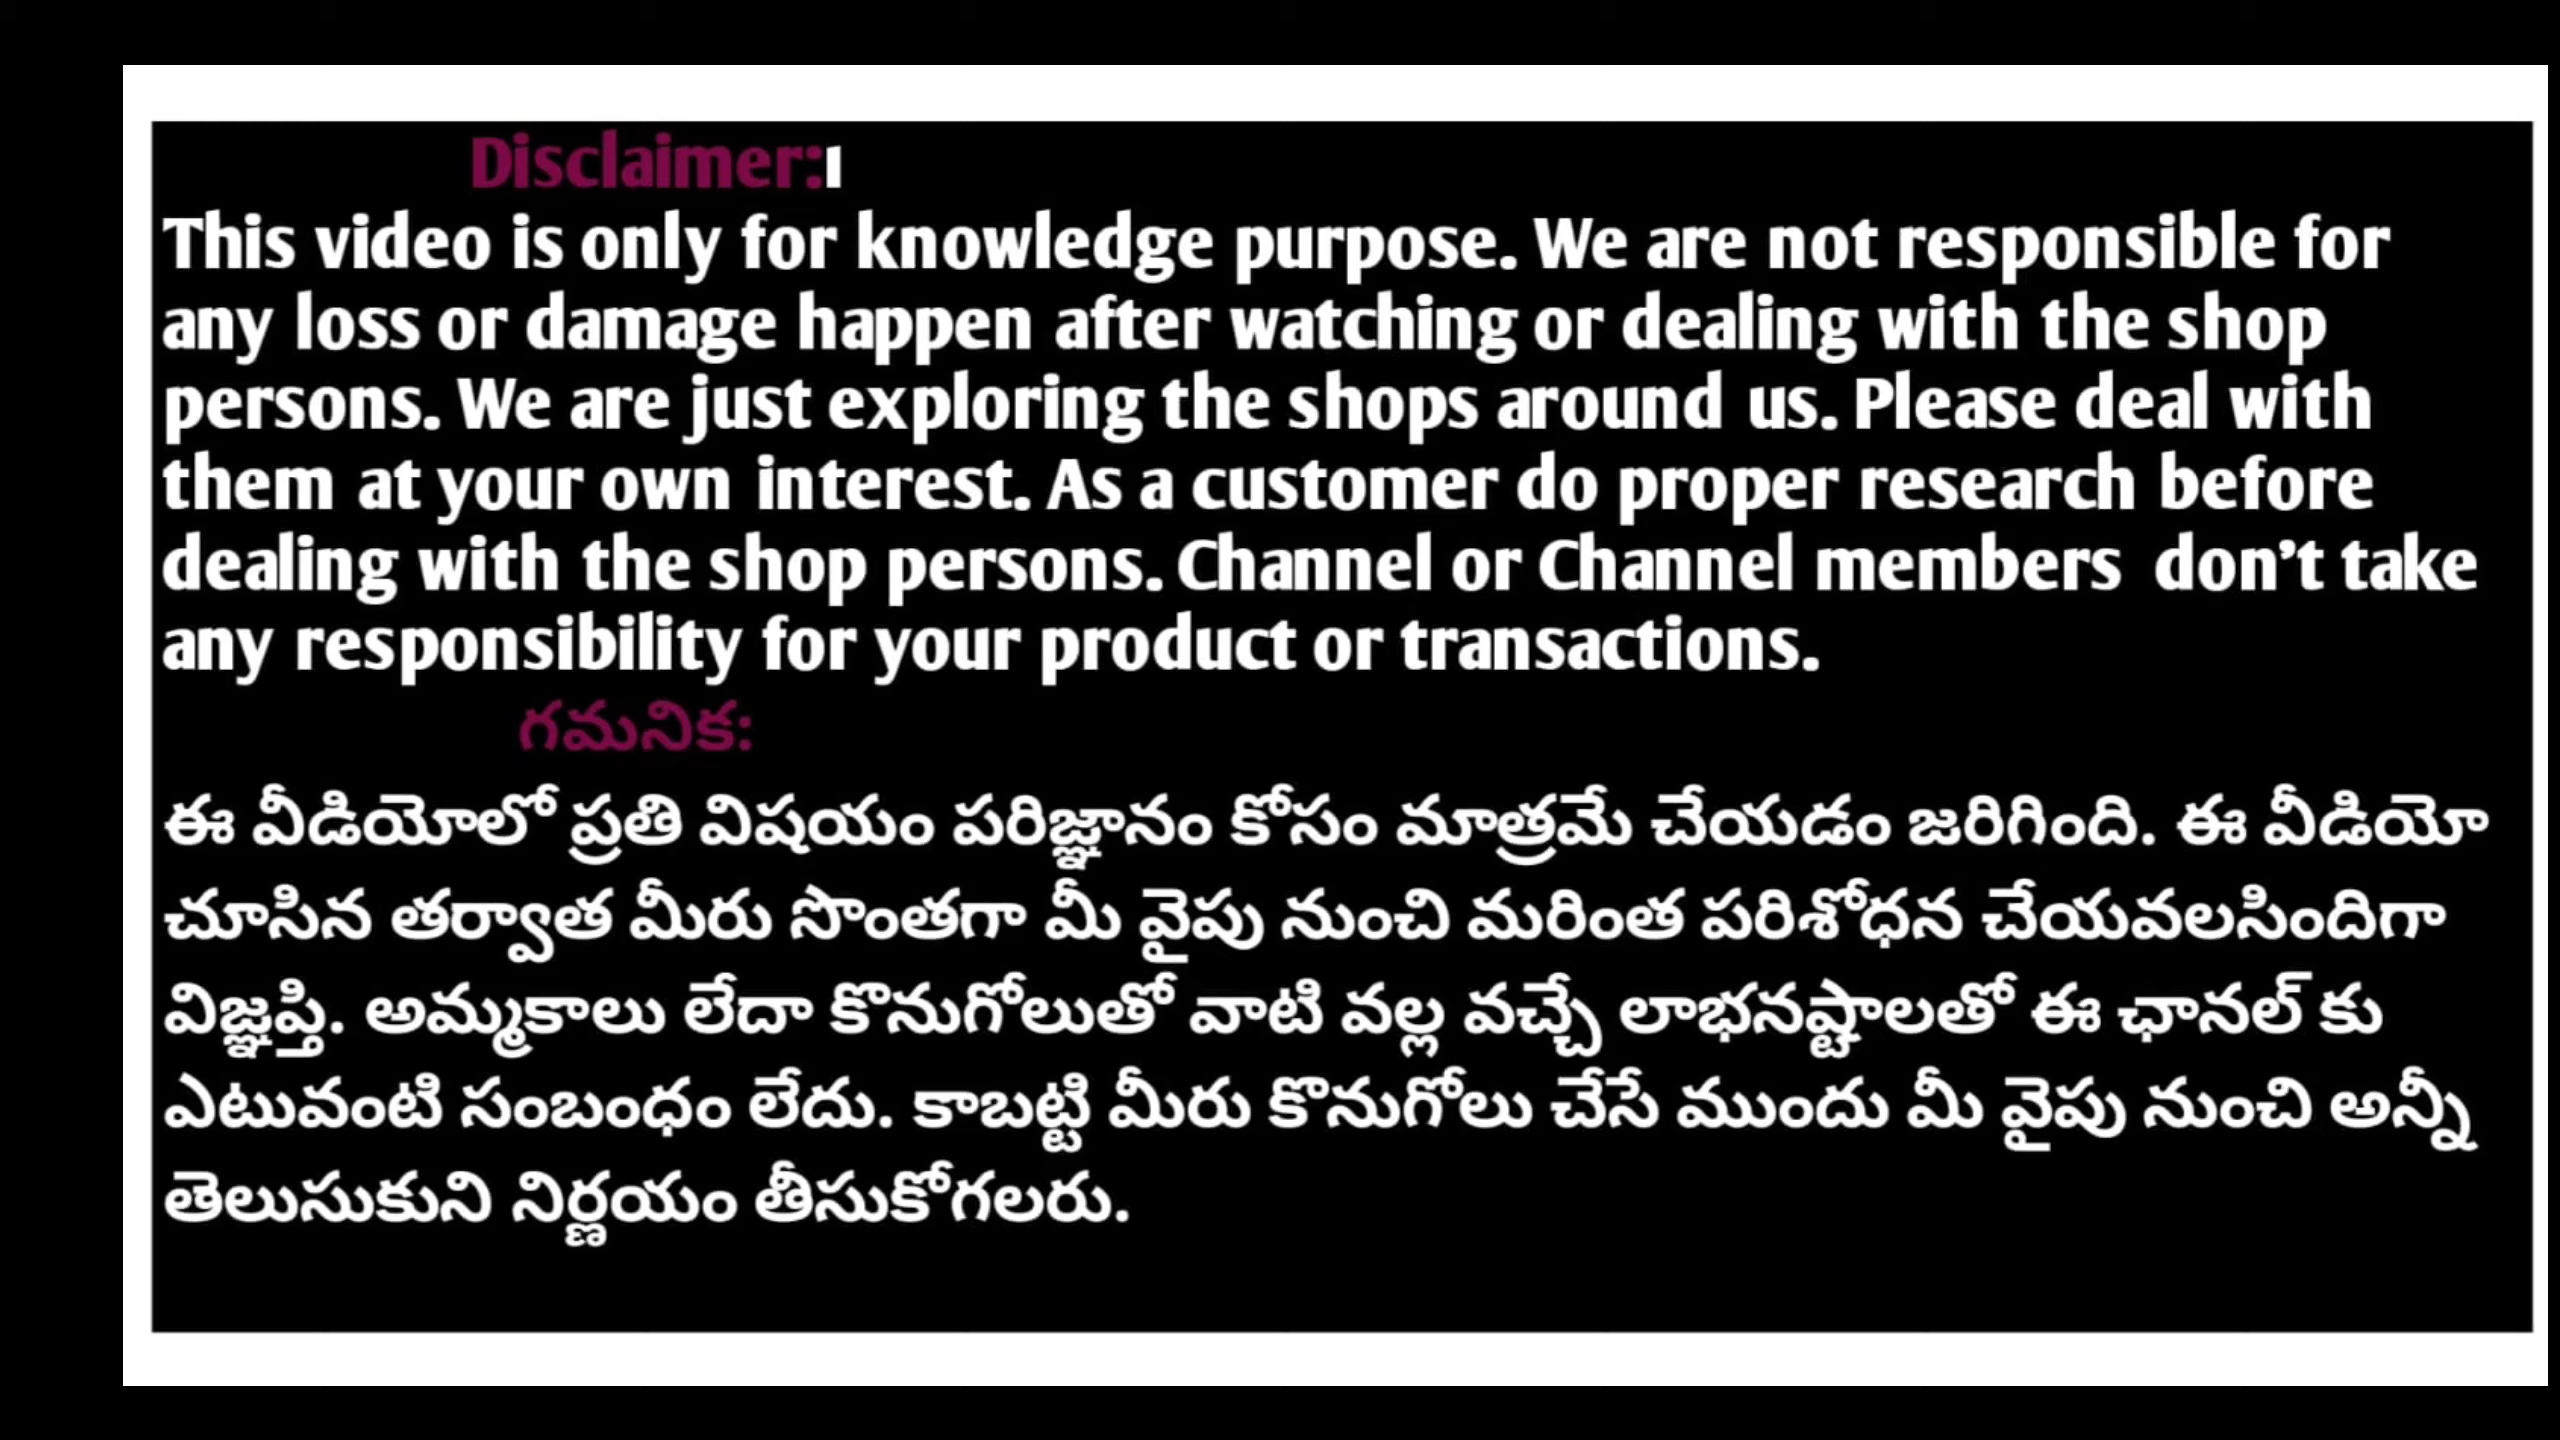 Disclaimer:
This video is only for knowledge purpose. We are not responsible for
any loss or damage happen after watching or dealing with the shop
persons. We are just exploring the shops around us. Please deal with
them at your own interest. As a customer do proper research before
dealing with the shop persons. Channel or Channel members don't take
any responsibility for your product or transactions.
గమనిక:
ఈ వీడియోలో ప్రతి విషయం పరిజ్ఞానం కోసం మాత్రమే చేయడం జరిగింది. ఈ వీడియో
చూసిన తర్వాత మీరు సొంతగా మీ వైపు నుంచి మరింత పరిశోధన చేయవలసిందిగా
విజ్ఞప్తి. అమ్మకాలు లేదా కొనుగోలుతో వాటి వల్ల వచ్చే లాభనష్టాలతో ఈ ఛానల్ కు
ఎటువంటి సంబంధం లేదు. కాబట్టి మీరు కొనుగోలు చేసే ముందు మీ వైపు నుంచి అన్నీ
తెలుసుకుని నిర్ణయం తీసుకోగలరు.